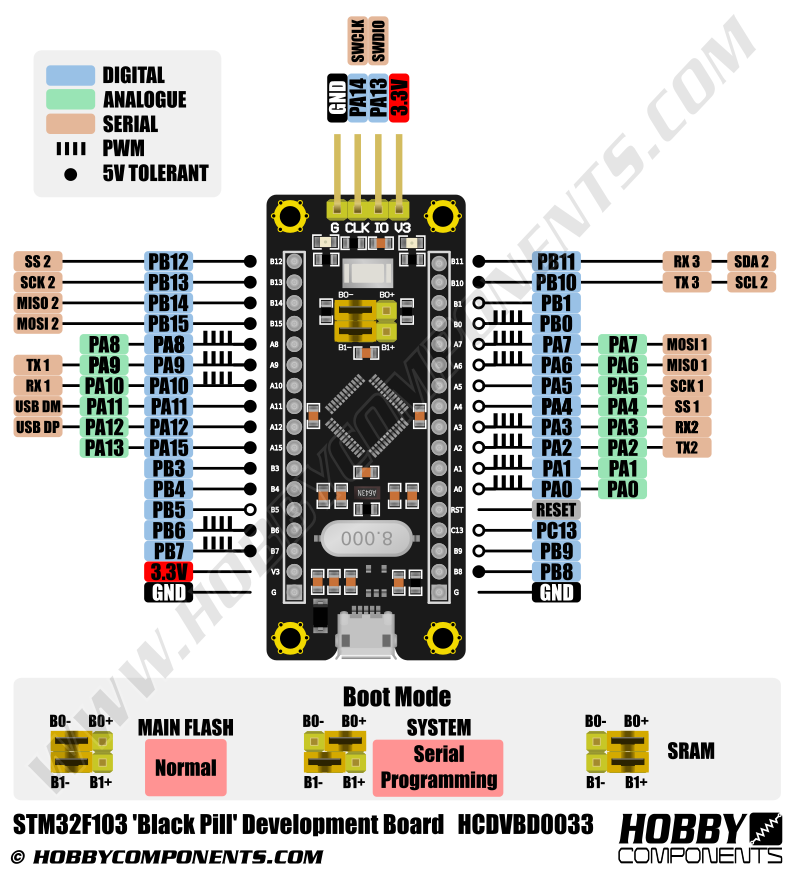 SWCLK SWDIO
GND PA14 PA13 3.3V
DIGITAL
ANALOGUE
SERIAL
PWM
5V TOLERANT
G CLK IO V3
SS 2 PB12 B12 B11 PB11 RX 3 SDA 2
SCK 2 PB13 B13 B10 PB10 TX 3 SCL 2
B0- B0+
MISO 2 PB14 B14 B1 PB1
MOSI 2 PB15 B15 B0 PB0
B1- B1+
PA8 PA8 A8 A7 PA7 PA7 MOSI 1
TX 1 PA9 PA9 A9 A6 PA6 PA6 MISO 1
RX 1 PA10 PA10 A10 A5 PA5 PA5 SCK 1
USB DM PA11 PA11 A11 A4 PA4 PA4 SS 1
USB DP PA12 PA12 A12 A3 PA3 PA3 RX2
PA13 PA15 A15 A2 PA2 PA2 TX2
PB3 B3 A1 PA1 PA1
PB4 B4 A643N A0 PA0 PA0
PB5 B5 RST RESET
PB6 B6 8.000 C13 PC13
PB7 B7 B9 PB9
3.3V V3 B8 PB8
GND G G GND
WWW.HOBBYCOMPONENTS.COM
Boot Mode
B0- B0+ MAIN FLASH B0- B0+ SYSTEM B0- B0+
Normal Serial SRAM
Programming
B1- B1+ B1- B1+ B1- B1+
STM32F103 'Black Pill' Development Board HCDVBD0033
© HOBBYCOMPONENTS.COM
HOBBY
COMPONENTS